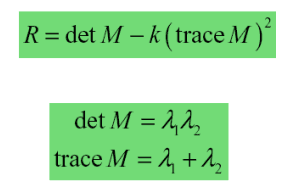 R = det M − k(trace M)²
det M = λ₁λ₂
trace M = λ₁ + λ₂